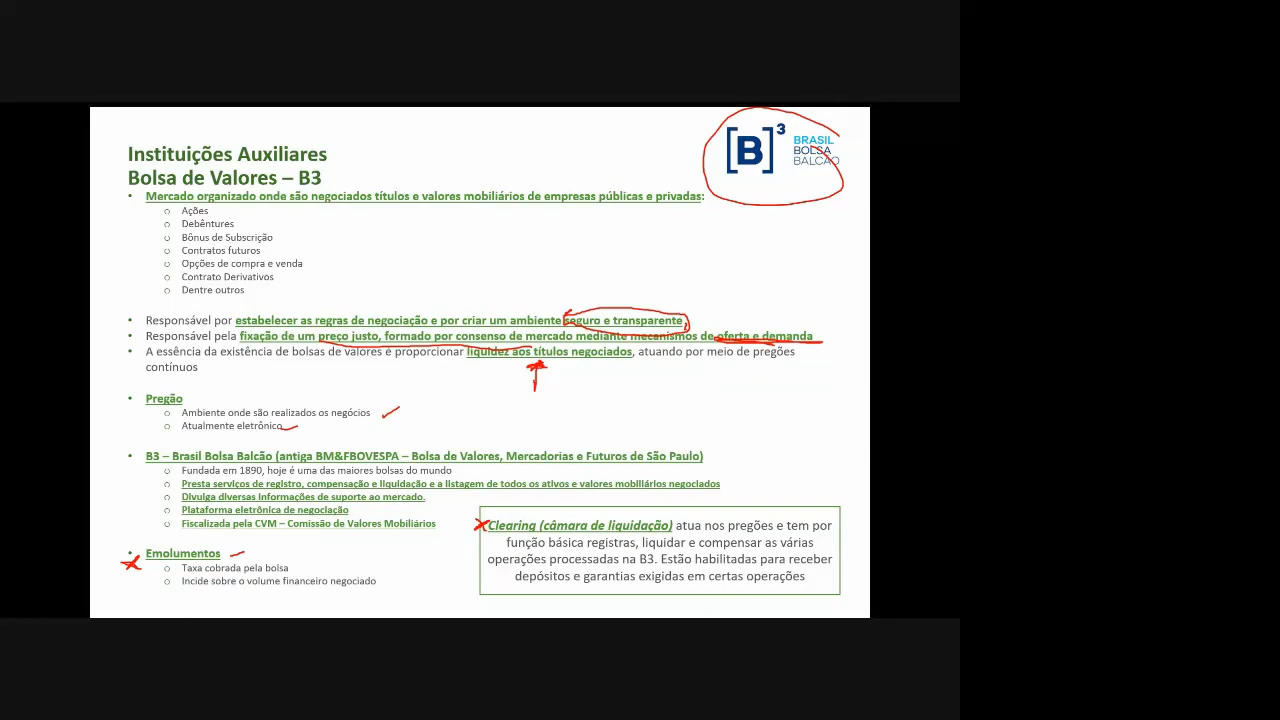 [B]³ BRASIL
BOLSA
BALCÃO
Instituições Auxiliares
Bolsa de Valores – B3
• Mercado organizado onde são negociados títulos e valores mobiliários de empresas públicas e privadas:
o Ações
o Debêntures
o Bônus de Subscrição
o Contratos futuros
o Opções de compra e venda
o Contrato Derivativos
o Dentre outros
• Responsável por estabelecer as regras de negociação e por criar um ambiente seguro e transparente
• Responsável pela fixação de um preço justo, formado por consenso de mercado mediante mecanismos de oferta e demanda
• A essência da existência de bolsas de valores é proporcionar liquidez aos títulos negociados, atuando por meio de pregões
contínuos
• Pregão
o Ambiente onde são realizados os negócios
o Atualmente eletrônico
• B3 – Brasil Bolsa Balcão (antiga BM&FBOVESPA – Bolsa de Valores, Mercadorias e Futuros de São Paulo)
o Fundada em 1890, hoje é uma das maiores bolsas do mundo
o Presta serviços de registro, compensação e liquidação e a listagem de todos os ativos e valores mobiliários negociados
o Divulga diversas informações de suporte ao mercado.
o Plataforma eletrônica de negociação
o Fiscalizada pela CVM – Comissão de Valores Mobiliários
• Emolumentos
o Taxa cobrada pela bolsa
o Incide sobre o volume financeiro negociado
Clearing (câmara de liquidação) atua nos pregões e tem por
função básica registras, liquidar e compensar as várias
operações processadas na B3. Estão habilitadas para receber
depósitos e garantias exigidas em certas operações